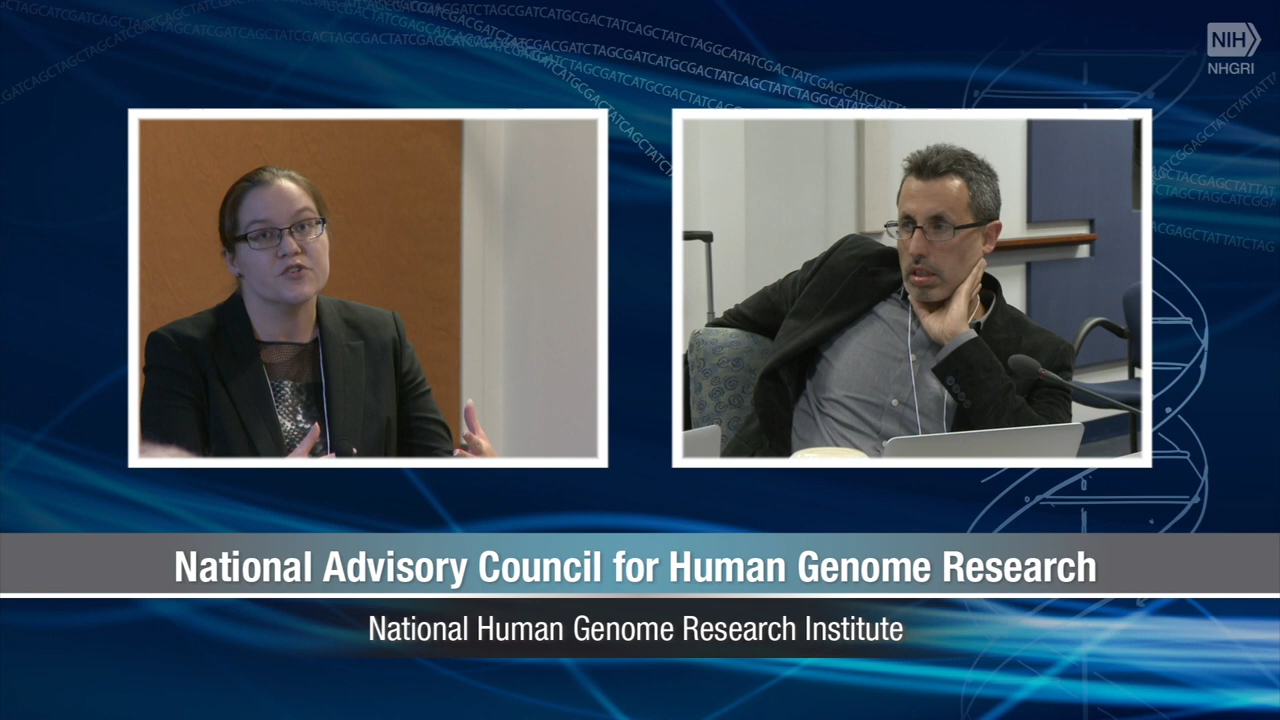 NIH
NHGRI
National Advisory Council for Human Genome Research
National Human Genome Research Institute